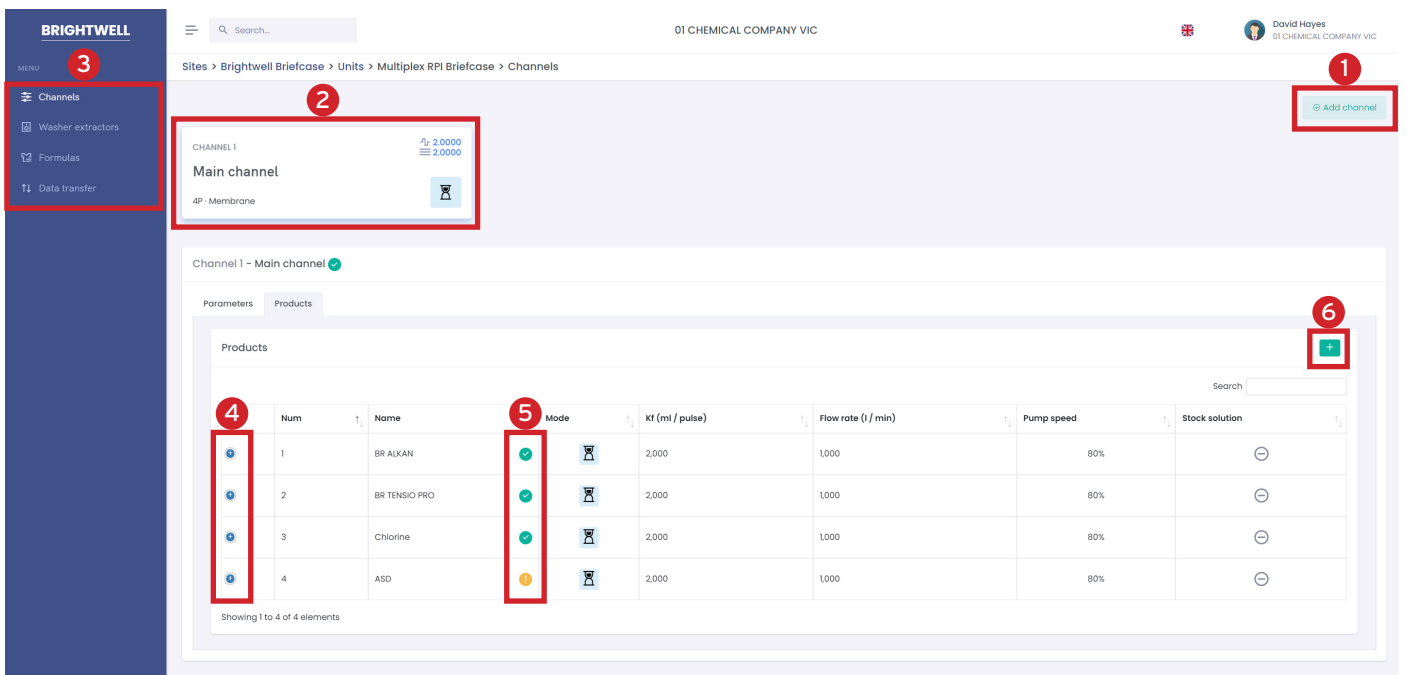 BRIGHTWELL
Search...
01 CHEMICAL COMPANY VIC
David Hayes
01 CHEMICAL COMPANY VIC
MENU
3
Sites > Brightwell Briefcase > Units > Multiplex RPI Briefcase > Channels
1
Channels
Washer extractors
Formulas
Data transfer
2
Add channel
CHANNEL 1
2.0000
2.0000
Main channel
4P · Membrane
Channel 1 - Main channel
Parameters Products
6
Products
+
Search
4
5
Num Name Mode Kf (ml / pulse) Flow rate (l / min) Pump speed Stock solution
1 BR ALKAN 2,000 1,000 80%
2 BR TENSIO PRO 2,000 1,000 80%
3 Chlorine 2,000 1,000 80%
4 ASD 2,000 1,000 80%
Showing 1 to 4 of 4 elements